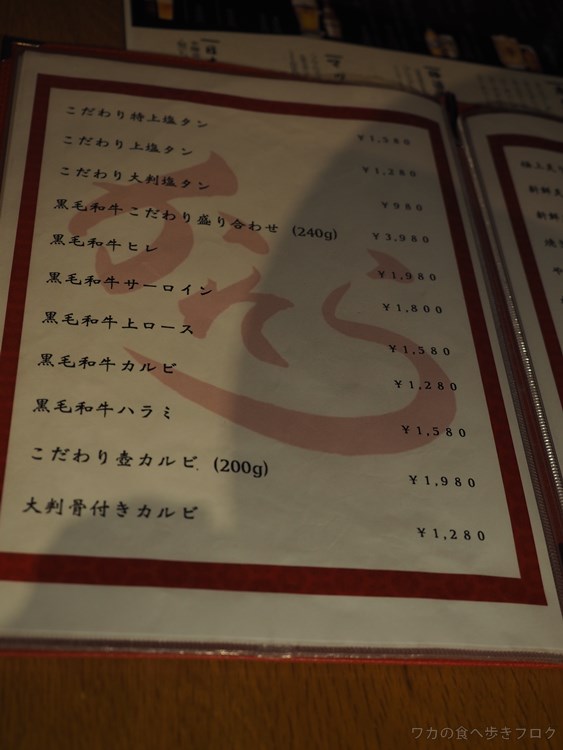 こだわり特上塩タン ￥1,580
こだわり上塩タン ￥1,280
こだわり大判塩タン ￥980
黒毛和牛こだわり盛り合わせ (240g) ￥3,980
黒毛和牛ヒレ ￥1,980
黒毛和牛サーロイン ￥1,800
黒毛和牛上ロース ￥1,580
黒毛和牛カルビ ￥1,280
黒毛和牛ハラミ ￥1,580
こだわり壺カルビ (200g) ￥1,980
大判骨付きカルビ ￥1,280
ワカの食べ歩きブログ